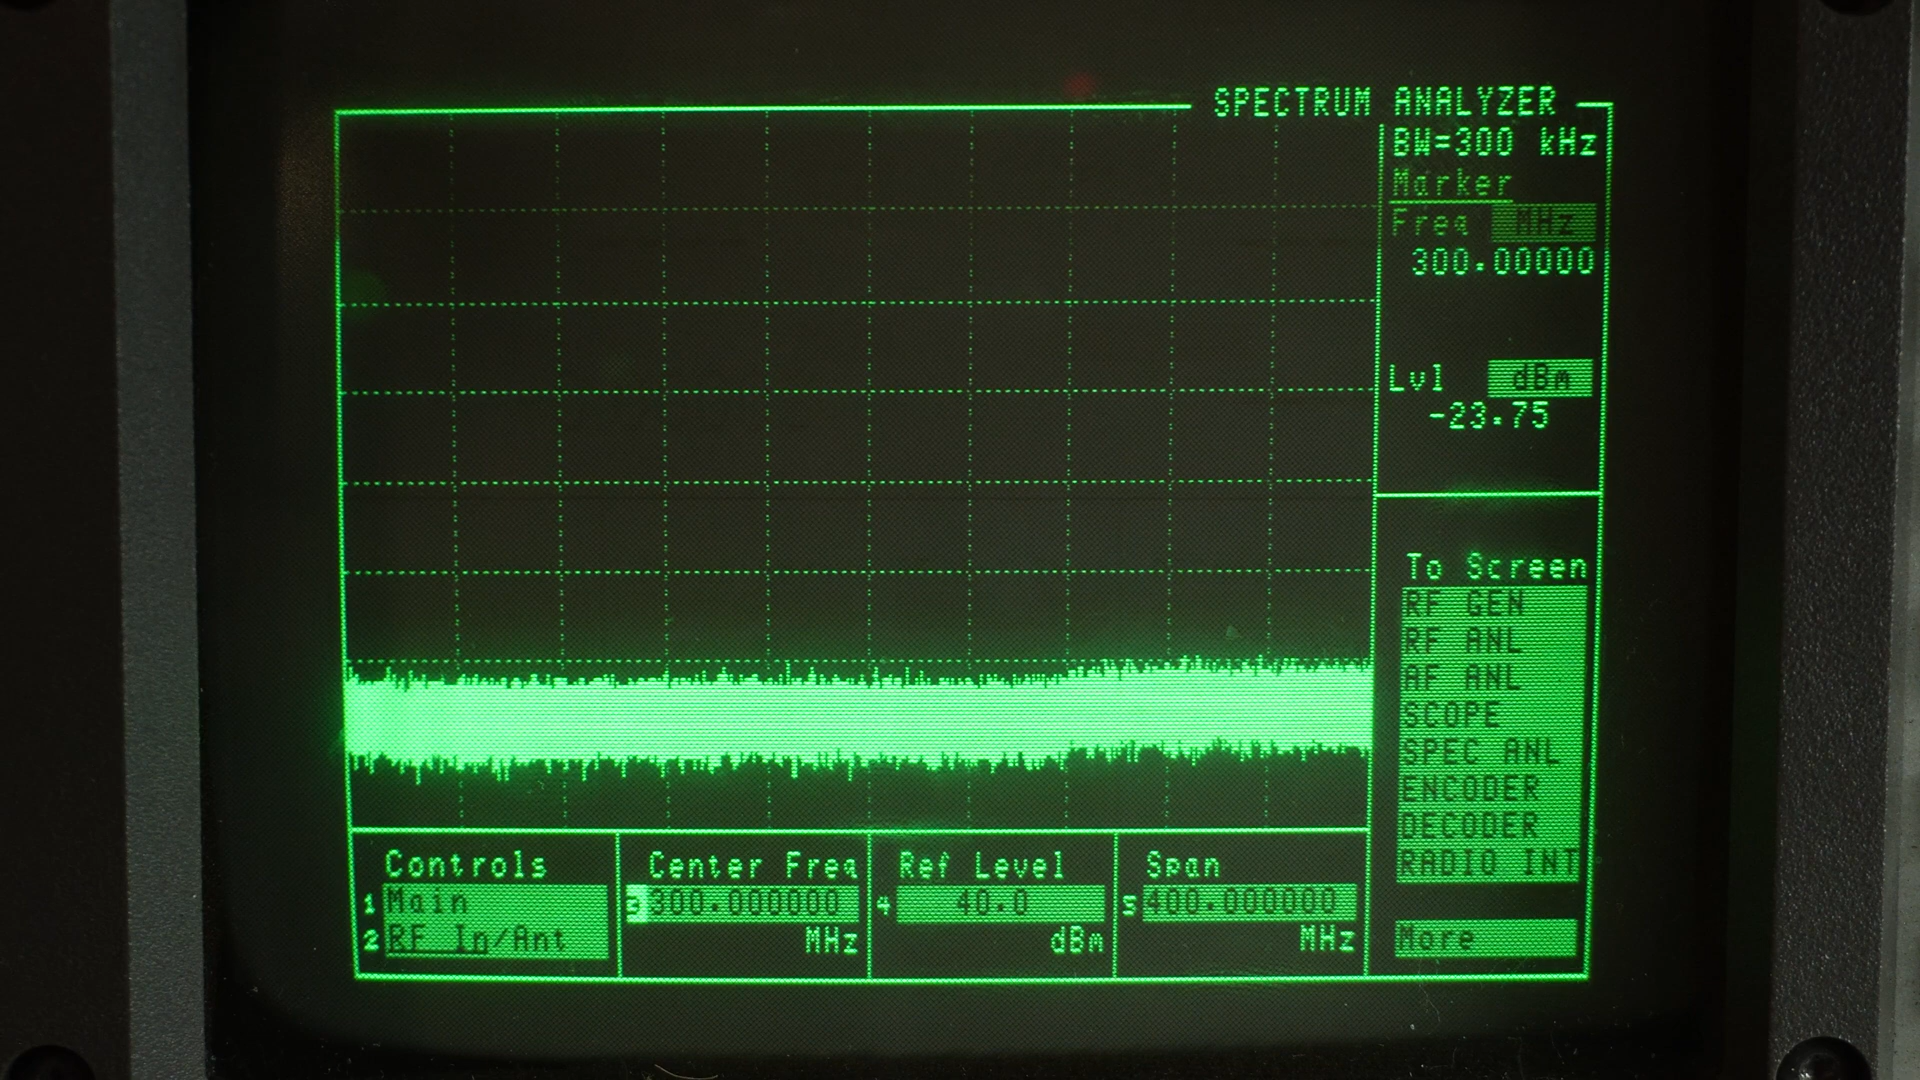 SPECTRUM ANALYZER
BW=300 kHz
Marker
Freq MHz
300.00000
Lvl dBm
-23.75
To Screen
RF GEN
RF ANL
AF ANL
SCOPE
SPEC ANL
ENCODER
DECODER
RADIO INT
More
Controls
1 Main
2 RF In/Ant
Center Freq
3 300.000000
MHz
Ref Level
4 40.0
dBm
Span
5 400.000000
MHz